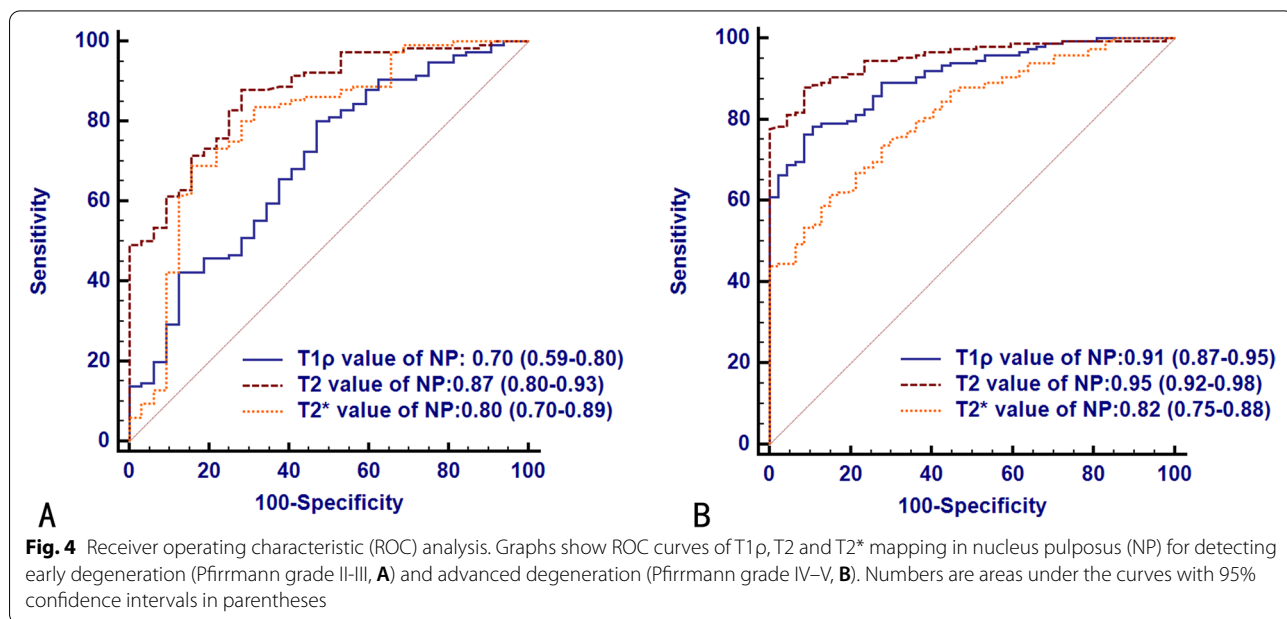 100
80
60
40
20
0
Sensitivity
T1ρ value of NP: 0.70 (0.59-0.80)
T2 value of NP:0.87 (0.80-0.93)
T2* value of NP:0.80 (0.70-0.89)
0 20 40 60 80 100
100-Specificity
A
100
80
60
40
20
0
Sensitivity
T1ρ value of NP:0.91 (0.87-0.95)
T2 value of NP:0.95 (0.92-0.98)
T2* value of NP:0.82 (0.75-0.88)
0 20 40 60 80 100
100-Specificity
B
Fig. 4 Receiver operating characteristic (ROC) analysis. Graphs show ROC curves of T1ρ, T2 and T2* mapping in nucleus pulposus (NP) for detecting
early degeneration (Pfirrmann grade II-III, A) and advanced degeneration (Pfirrmann grade IV–V, B). Numbers are areas under the curves with 95%
confidence intervals in parentheses